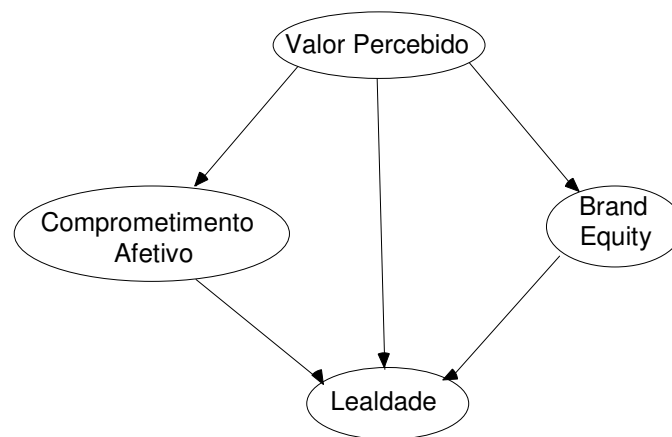 Valor Percebido
Comprometimento
Afetivo
Brand
Equity
Lealdade